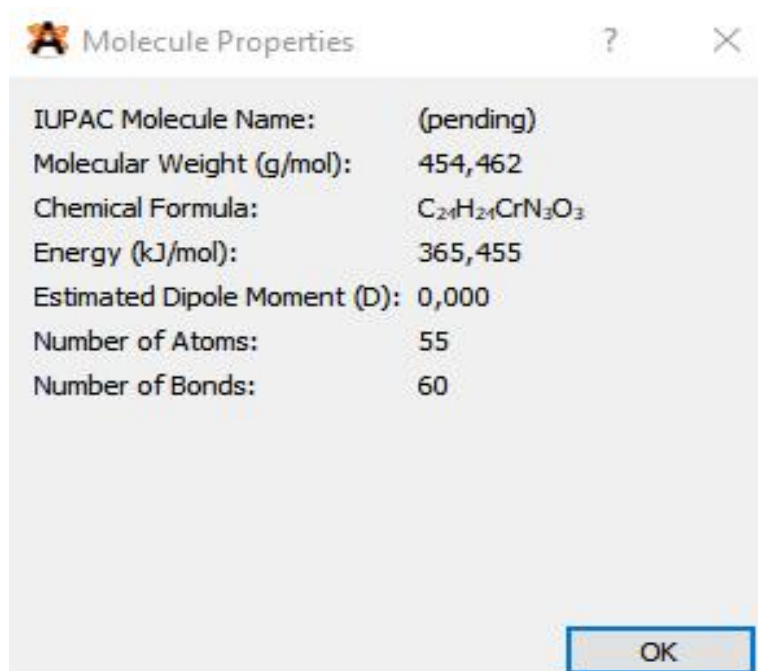 Molecule Properties ? ×
IUPAC Molecule Name: (pending)
Molecular Weight (g/mol): 454,462
Chemical Formula: C₂₄H₂₄CrN₃O₃
Energy (kJ/mol): 365,455
Estimated Dipole Moment (D): 0,000
Number of Atoms: 55
Number of Bonds: 60
OK